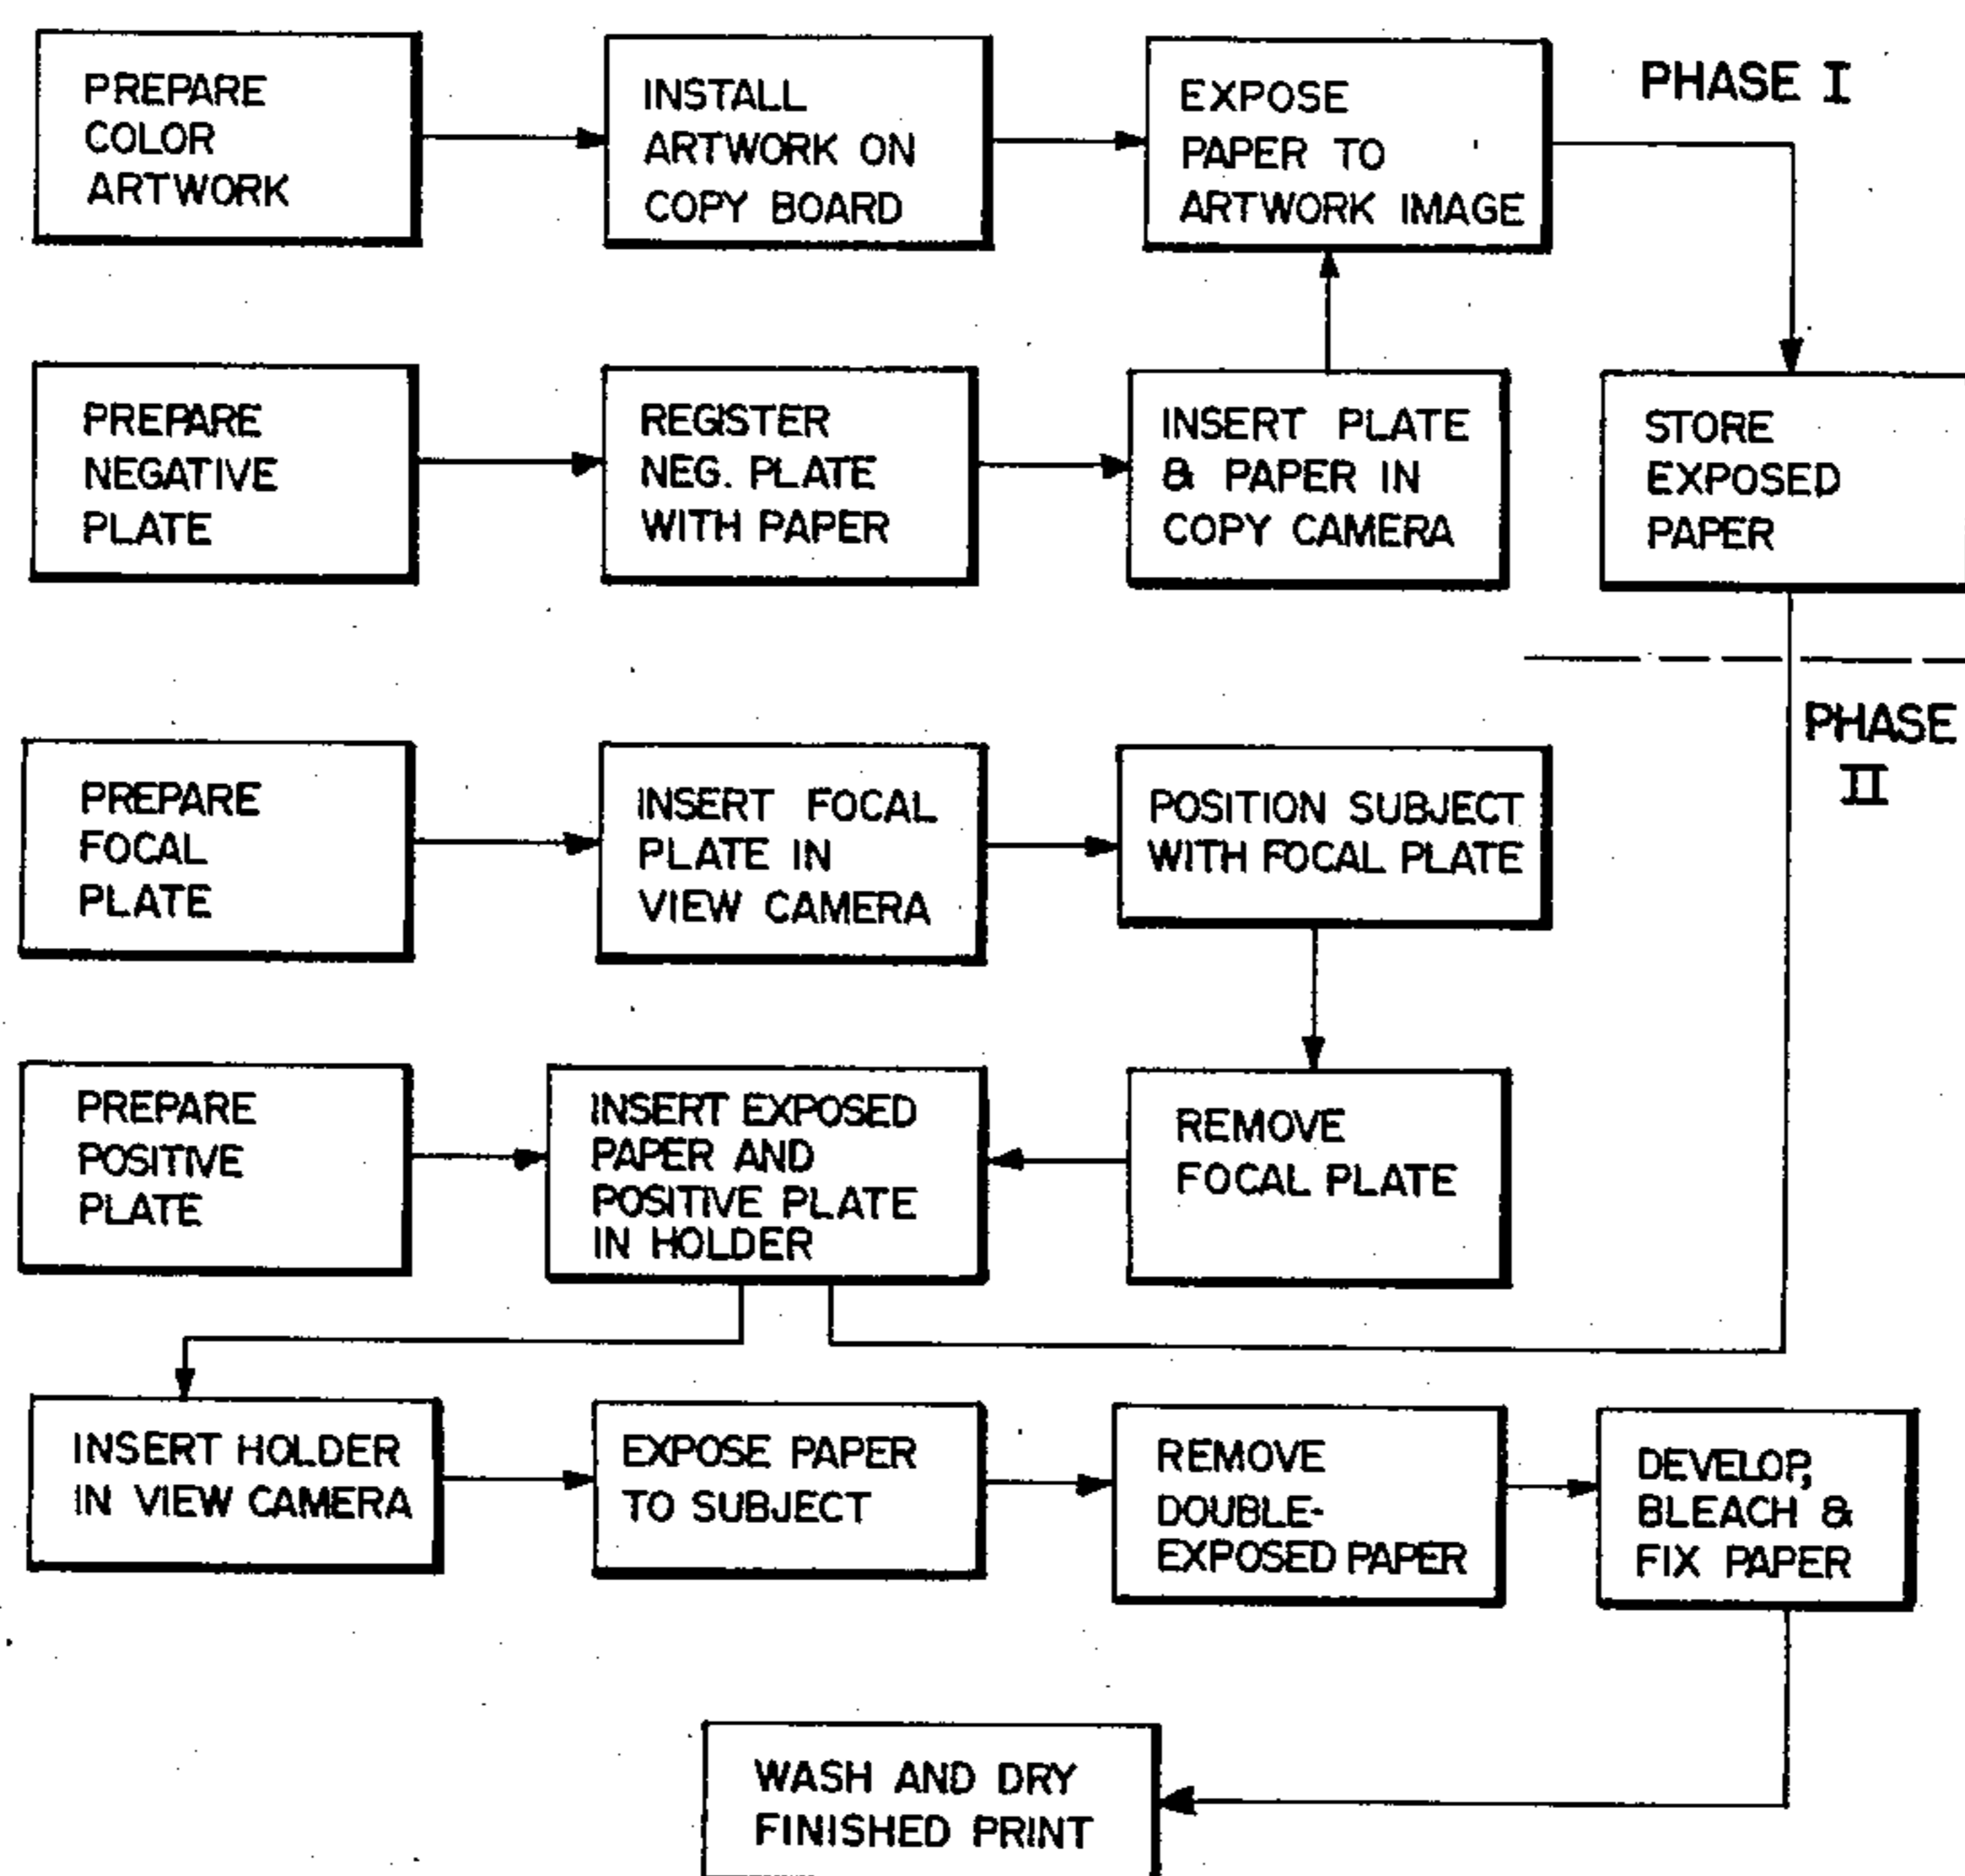 PREPARE
COLOR
ARTWORK
INSTALL
ARTWORK ON
COPY BOARD
EXPOSE
PAPER TO
ARTWORK IMAGE
PHASE I
PREPARE
NEGATIVE
PLATE
REGISTER
NEG. PLATE
WITH PAPER
INSERT PLATE
& PAPER IN
COPY CAMERA
STORE
EXPOSED
PAPER
PHASE
II
PREPARE
FOCAL
PLATE
INSERT FOCAL
PLATE IN
VIEW CAMERA
POSITION SUBJECT
WITH FOCAL PLATE
PREPARE
POSITIVE
PLATE
INSERT EXPOSED
PAPER AND
POSITIVE PLATE
IN HOLDER
REMOVE
FOCAL PLATE
INSERT HOLDER
IN VIEW CAMERA
EXPOSE PAPER
TO SUBJECT
REMOVE
DOUBLE-
EXPOSED PAPER
DEVELOP,
BLEACH &
FIX PAPER
WASH AND DRY
FINISHED PRINT